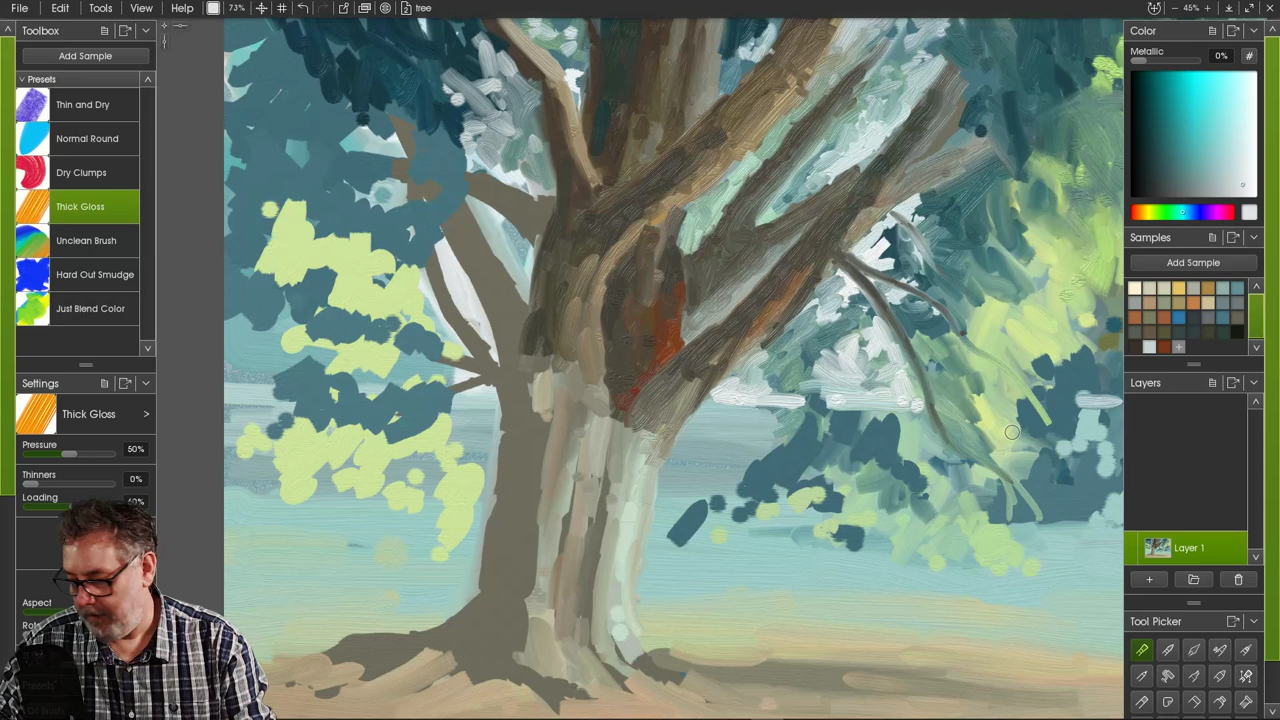 File Edit Tools View Help 73% tree 45%
Toolbox
Add Sample
Presets
Thin and Dry
Normal Round
Dry Clumps
Thick Gloss
Unclean Brush
Hard Out Smudge
Just Blend Color
Settings
Thick Gloss >
Pressure
50%
Thinners
0%
Loading
Aspect
Color
Metallic
0% #
Samples
Add Sample
Layers
Layer 1
Tool Picker